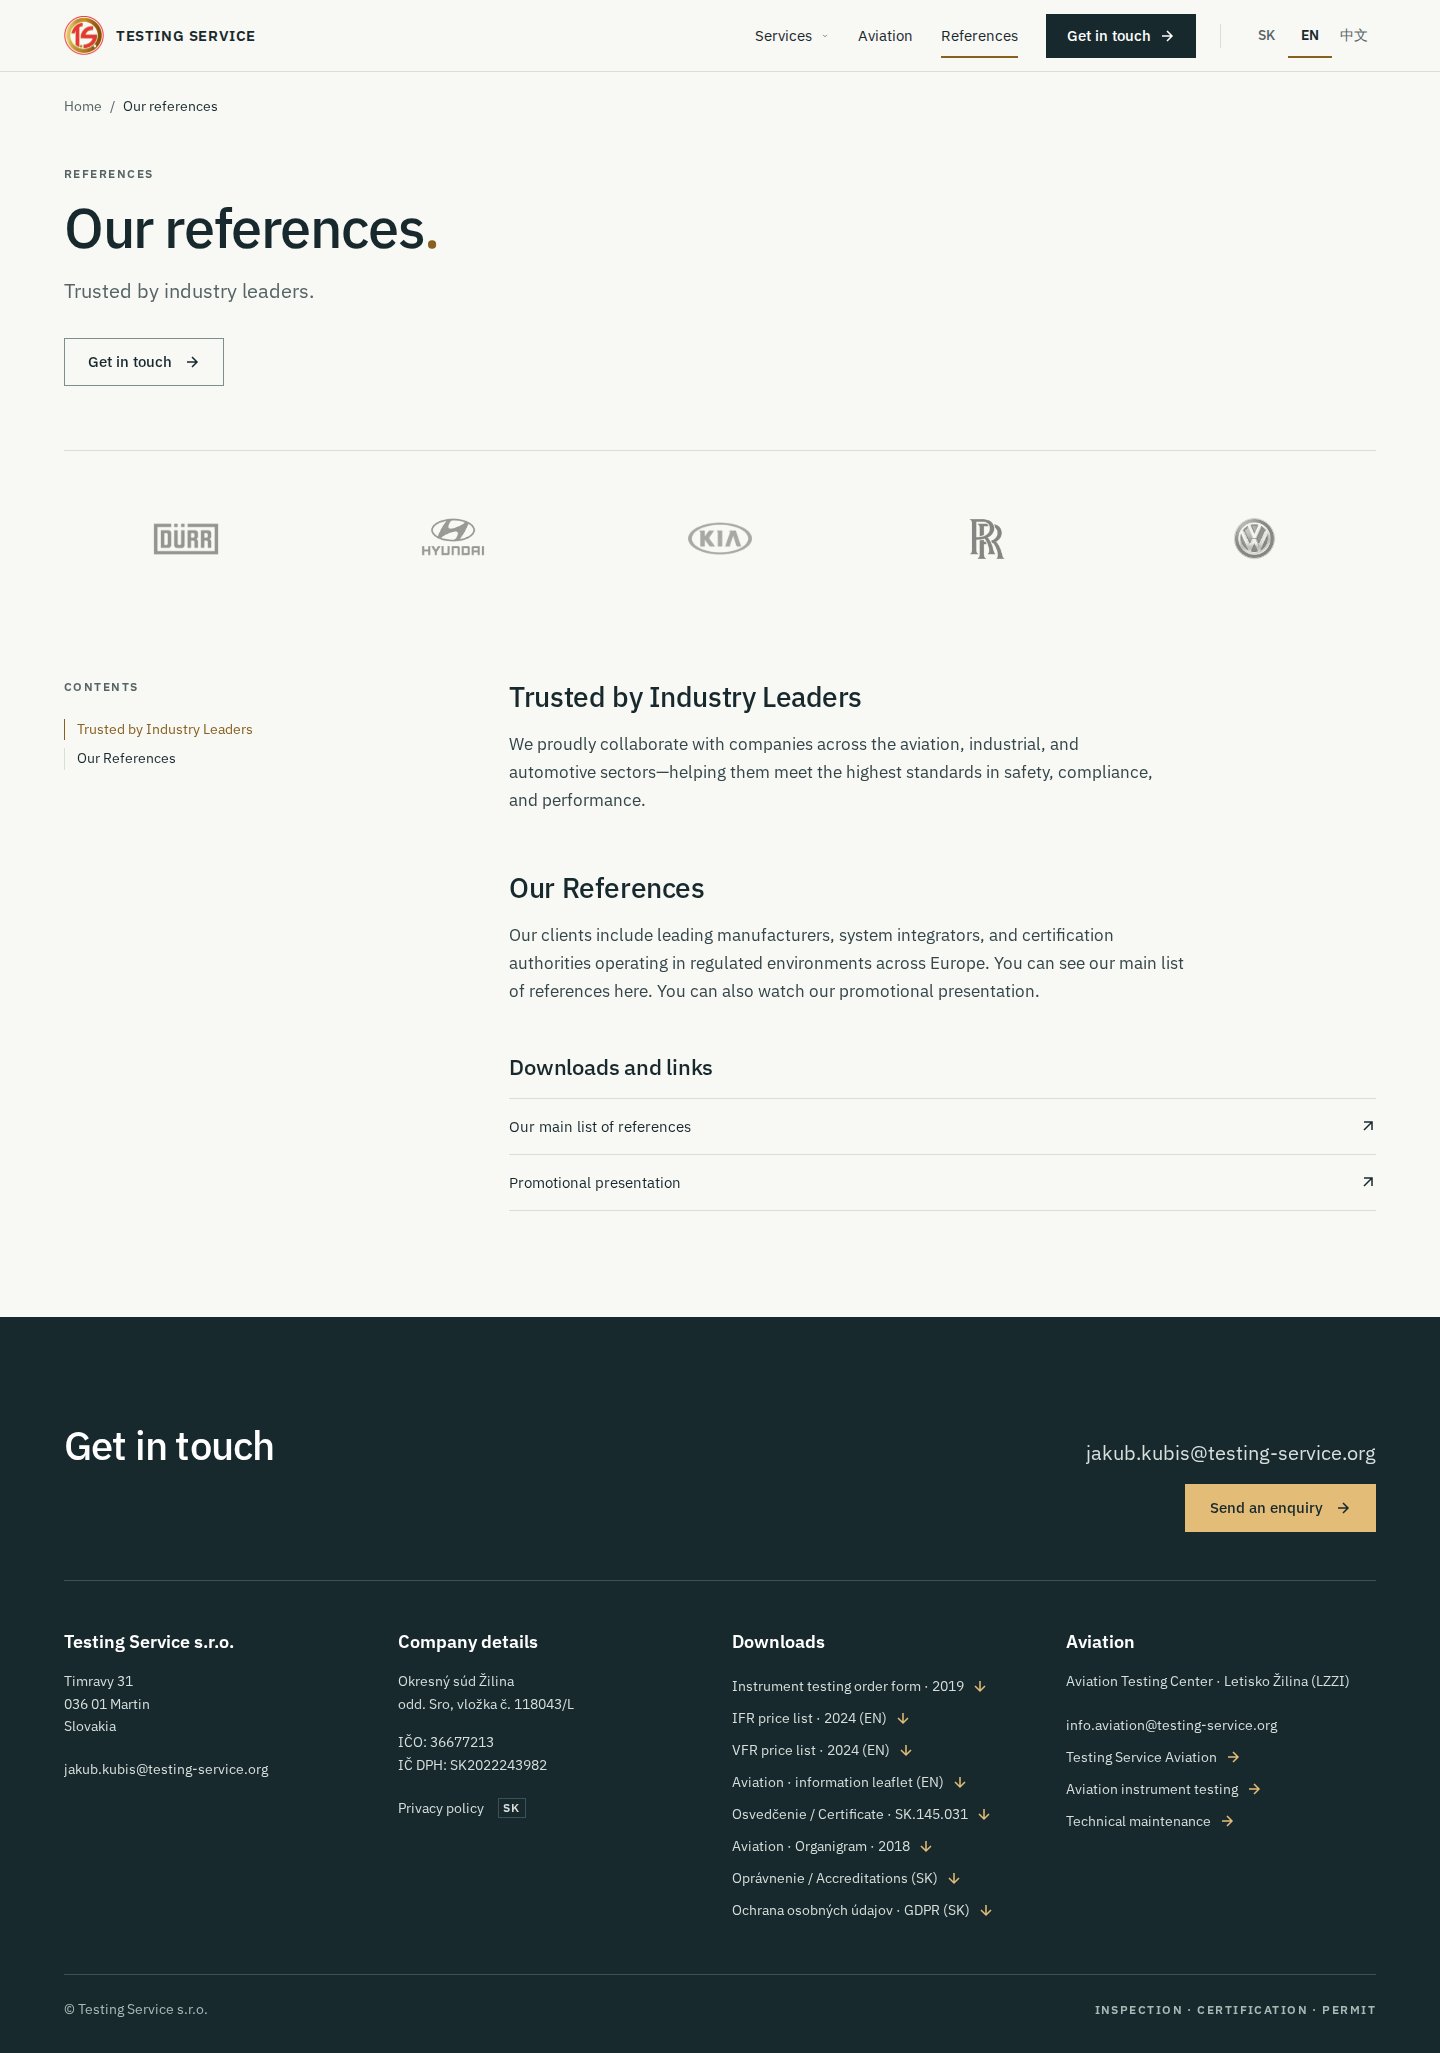 TESTING SERVICE
Services
Aviation
References
Get in touch
SK
EN
中文
Home / Our references
REFERENCES
Our references.
Trusted by industry leaders.
Get in touch
DÜRR
HYUNDAI
KIA
RR
VW
CONTENTS
Trusted by Industry Leaders
Our References
Trusted by Industry Leaders
We proudly collaborate with companies across the aviation, industrial, and
automotive sectors—helping them meet the highest standards in safety, compliance,
and performance.
Our References
Our clients include leading manufacturers, system integrators, and certification
authorities operating in regulated environments across Europe. You can see our main list
of references here. You can also watch our promotional presentation.
Downloads and links
Our main list of references
Promotional presentation
Get in touch
jakub.kubis@testing-service.org
Send an enquiry
Testing Service s.r.o.
Timravy 31
036 01 Martin
Slovakia
jakub.kubis@testing-service.org
Company details
Okresný súd Žilina
odd. Sro, vložka č. 118043/L
IČO: 36677213
IČ DPH: SK2022243982
Privacy policy SK
Downloads
Instrument testing order form · 2019
IFR price list · 2024 (EN)
VFR price list · 2024 (EN)
Aviation · information leaflet (EN)
Osvedčenie / Certificate · SK.145.031
Aviation · Organigram · 2018
Oprávnenie / Accreditations (SK)
Ochrana osobných údajov · GDPR (SK)
Aviation
Aviation Testing Center · Letisko Žilina (LZZI)
info.aviation@testing-service.org
Testing Service Aviation
Aviation instrument testing
Technical maintenance
© Testing Service s.r.o.
INSPECTION · CERTIFICATION · PERMIT